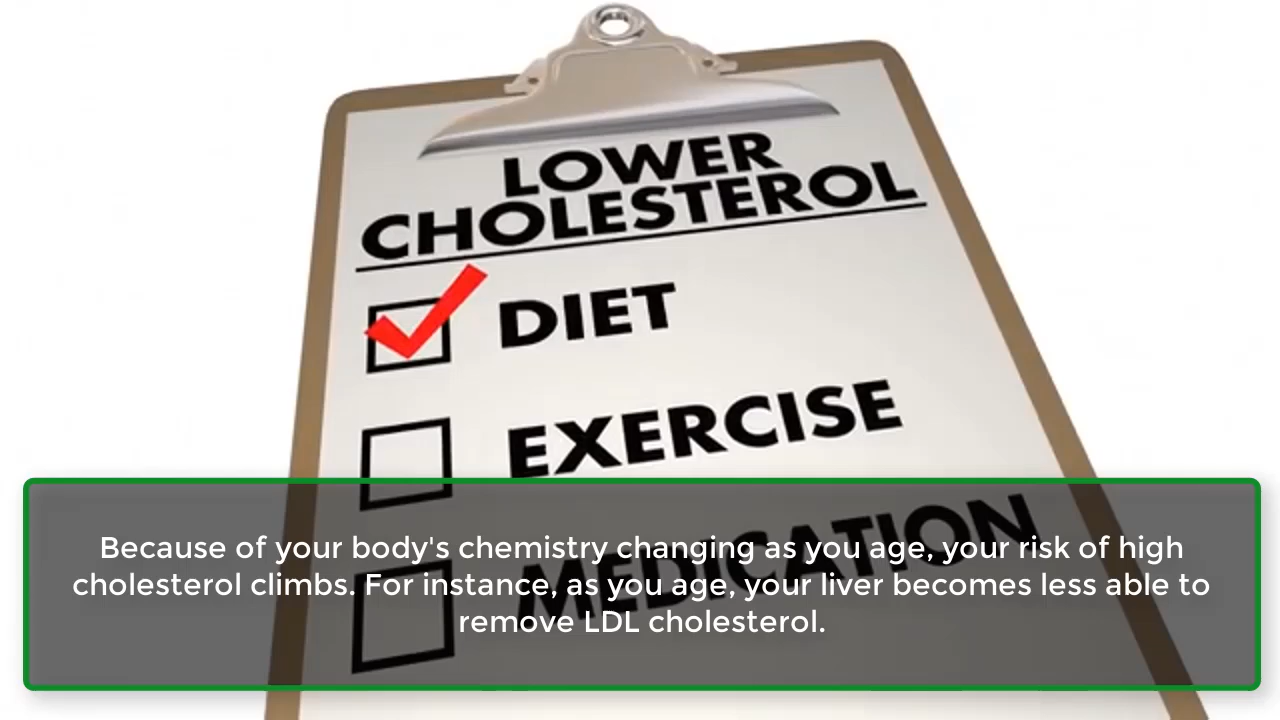 LOWER
CHOLESTEROL
DIET
EXERCISE
MEDICATION
Because of your body's chemistry changing as you age, your risk of high
cholesterol climbs. For instance, as you age, your liver becomes less able to
remove LDL cholesterol.